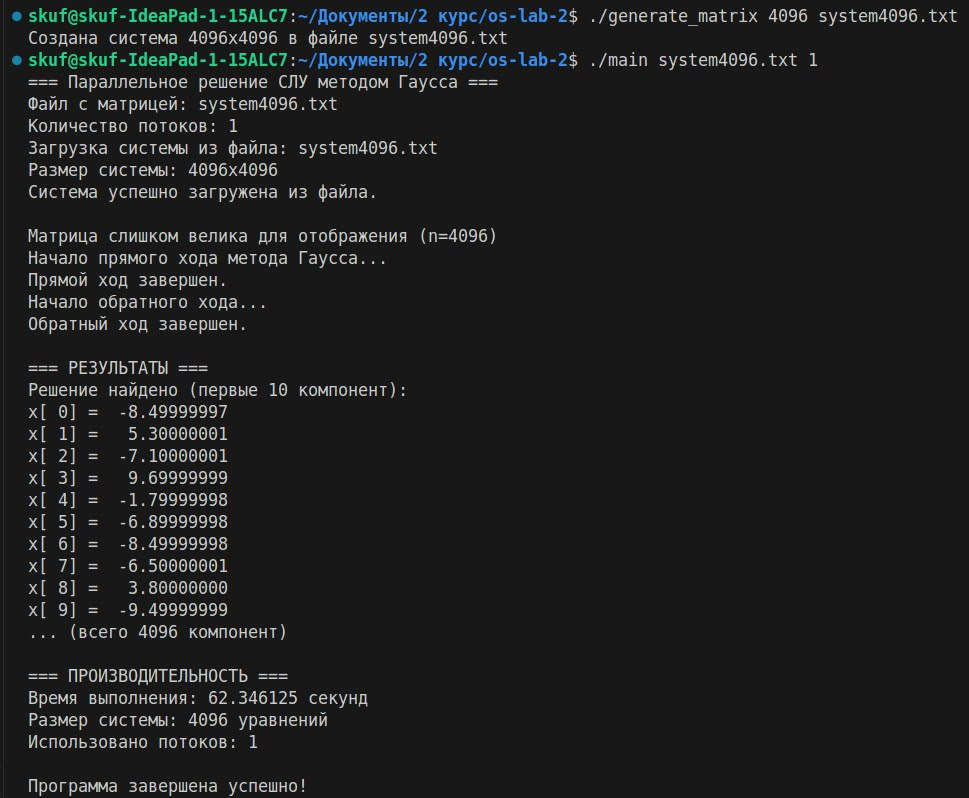 skuf@skuf-IdeaPad-1-15ALC7:~/Документы/2 курс/os-lab-2$ ./generate_matrix 4096 system4096.txt
Создана система 4096x4096 в файле system4096.txt
skuf@skuf-IdeaPad-1-15ALC7:~/Документы/2 курс/os-lab-2$ ./main system4096.txt 1
=== Параллельное решение СЛУ методом Гаусса ===
Файл с матрицей: system4096.txt
Количество потоков: 1
Загрузка системы из файла: system4096.txt
Размер системы: 4096x4096
Система успешно загружена из файла.
Матрица слишком велика для отображения (n=4096)
Начало прямого хода метода Гаусса...
Прямой ход завершен.
Начало обратного хода...
Обратный ход завершен.
=== РЕЗУЛЬТАТЫ ===
Решение найдено (первые 10 компонент):
x[ 0] =  -8.49999997
x[ 1] =   5.30000001
x[ 2] =  -7.10000001
x[ 3] =   9.69999999
x[ 4] =  -1.79999998
x[ 5] =  -6.89999998
x[ 6] =  -8.49999998
x[ 7] =  -6.50000001
x[ 8] =   3.80000000
x[ 9] =  -9.49999999
... (всего 4096 компонент)
=== ПРОИЗВОДИТЕЛЬНОСТЬ ===
Время выполнения: 62.346125 секунд
Размер системы: 4096 уравнений
Использовано потоков: 1
Программа завершена успешно!